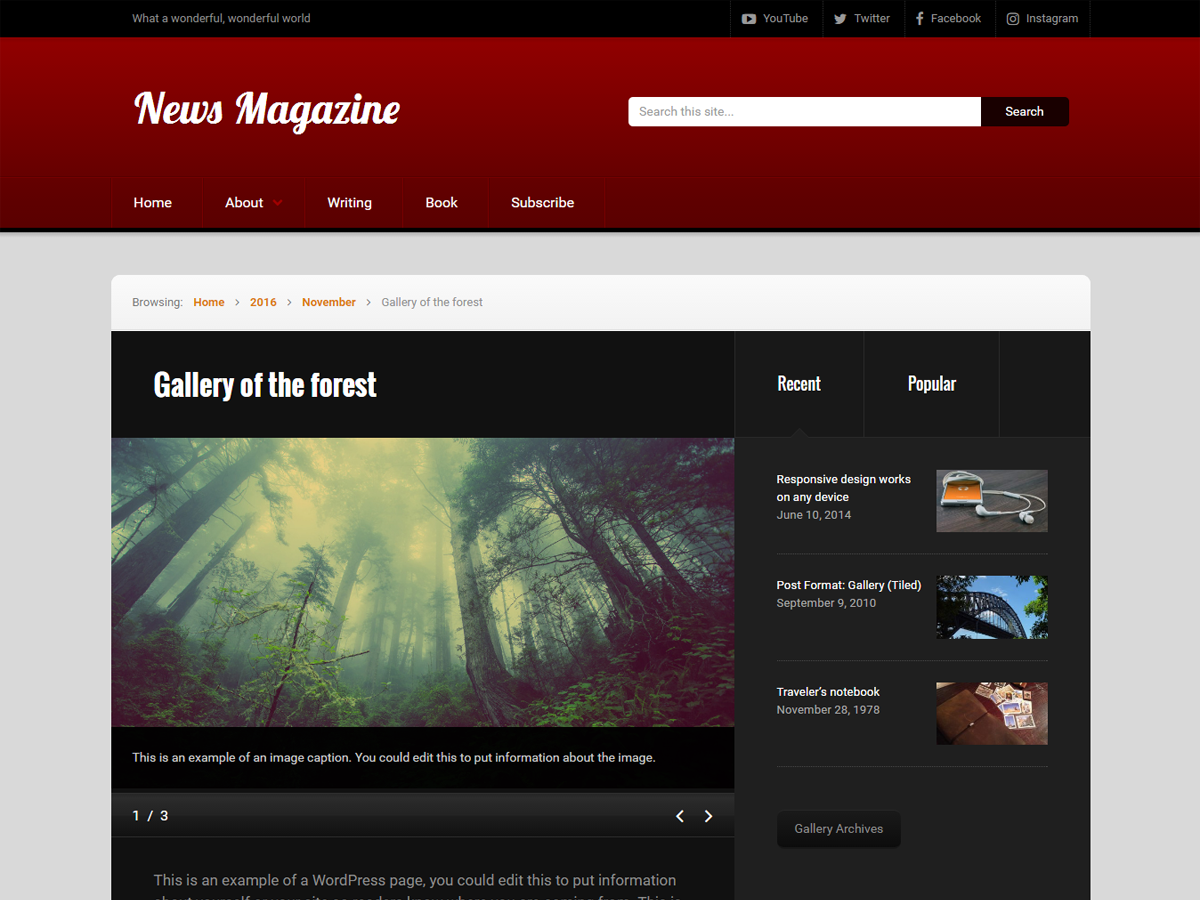 What a wonderful, wonderful world
YouTube
Twitter
Facebook
Instagram
News Magazine
Search this site...
Search
Home
About
Writing
Book
Subscribe
Browsing: Home > 2016 > November > Gallery of the forest
Gallery of the forest
This is an example of an image caption. You could edit this to put information about the image.
1 / 3
This is an example of a WordPress page, you could edit this to put information
Recent
Popular
Responsive design works
on any device
June 10, 2014
Post Format: Gallery (Tiled)
September 9, 2010
Traveler’s notebook
November 28, 1978
Gallery Archives